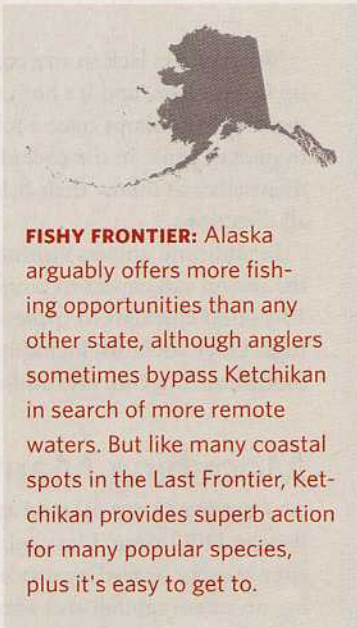 FISHY FRONTIER: Alaska
arguably offers more fish-
ing opportunities than any
other state, although anglers
sometimes bypass Ketchikan
in search of more remote
waters. But like many coastal
spots in the Last Frontier, Ket-
chikan provides superb action
for many popular species,
plus it's easy to get to.